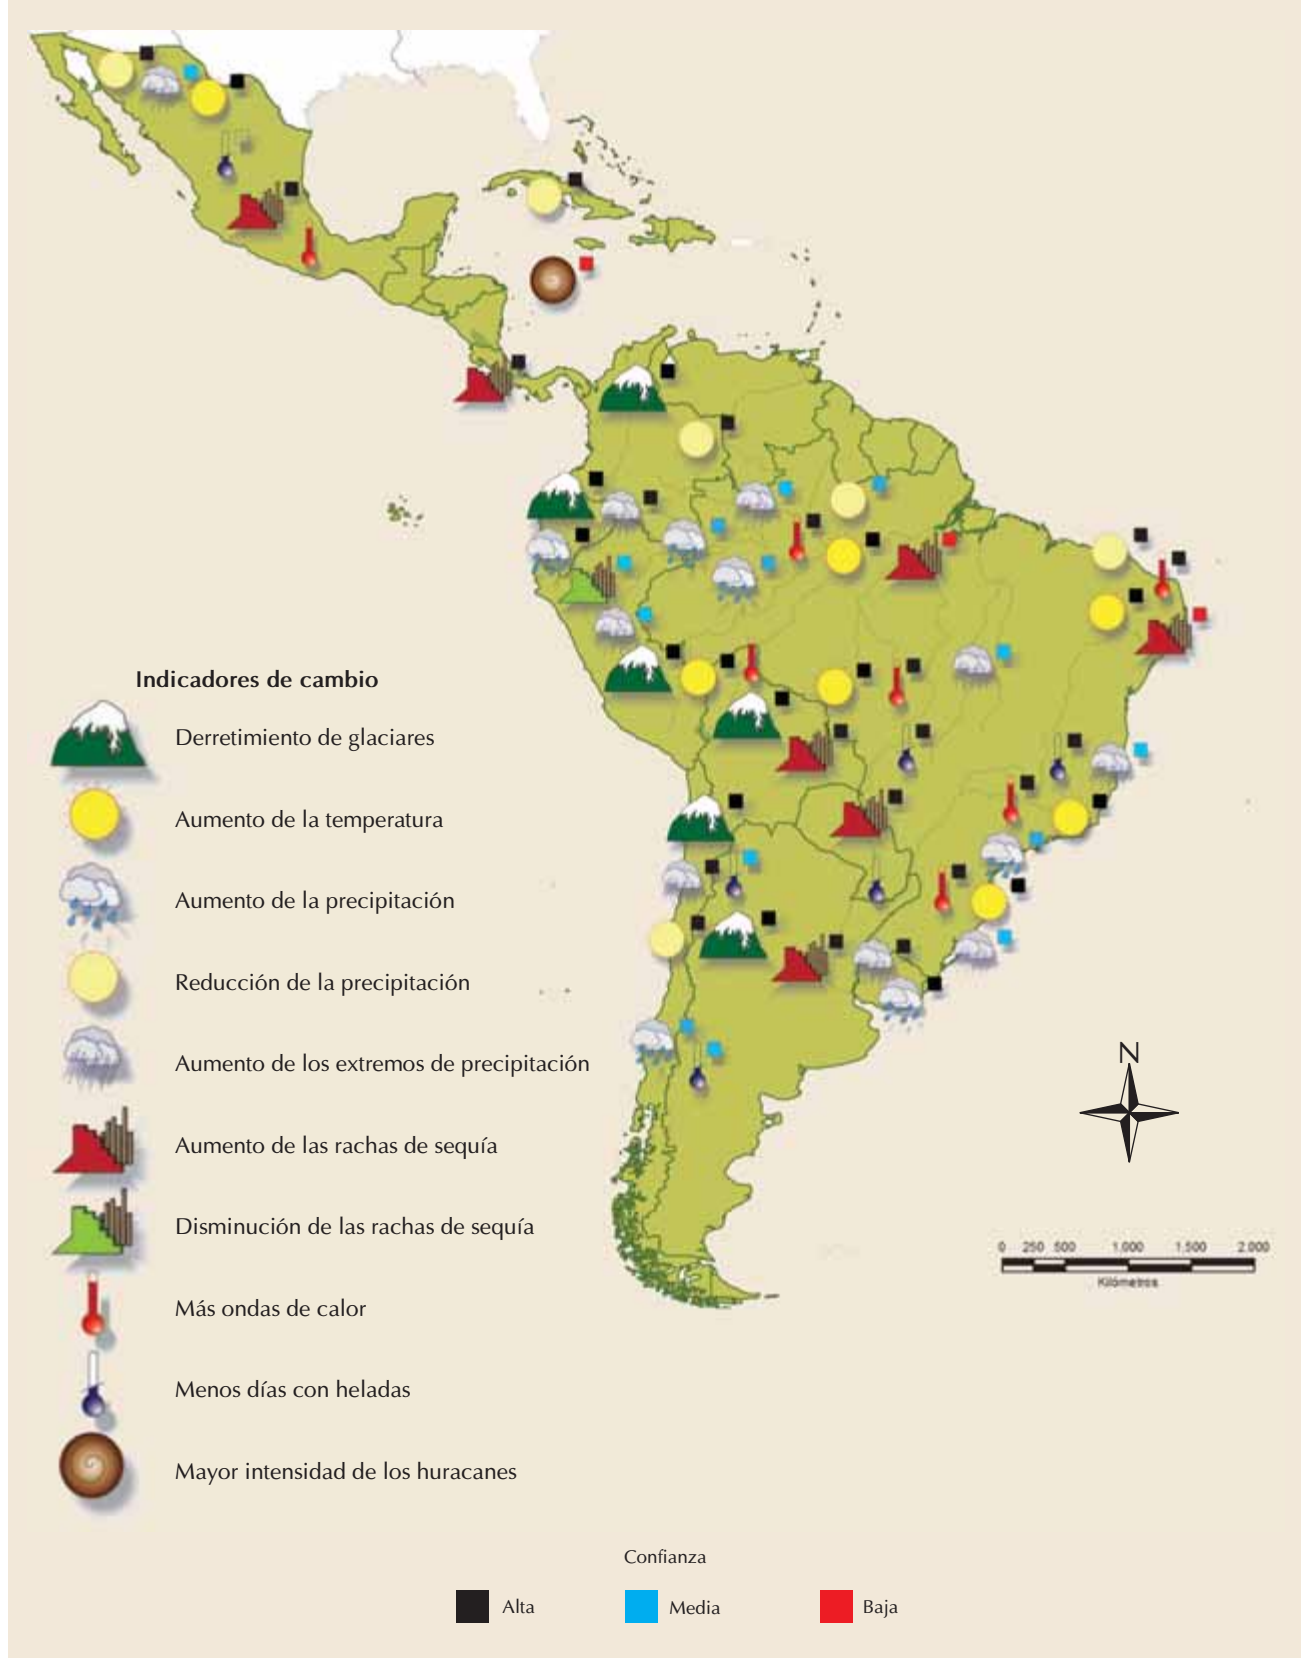 Indicadores de cambio
Derretimiento de glaciares
Aumento de la temperatura
Aumento de la precipitación
Reducción de la precipitación
Aumento de los extremos de precipitación
Aumento de las rachas de sequía
Disminución de las rachas de sequía
Más ondas de calor
Menos días con heladas
Mayor intensidad de los huracanes
N
0 250 500 1.000 1.500 2.000
Kilómetros
Confianza
Alta Media Baja